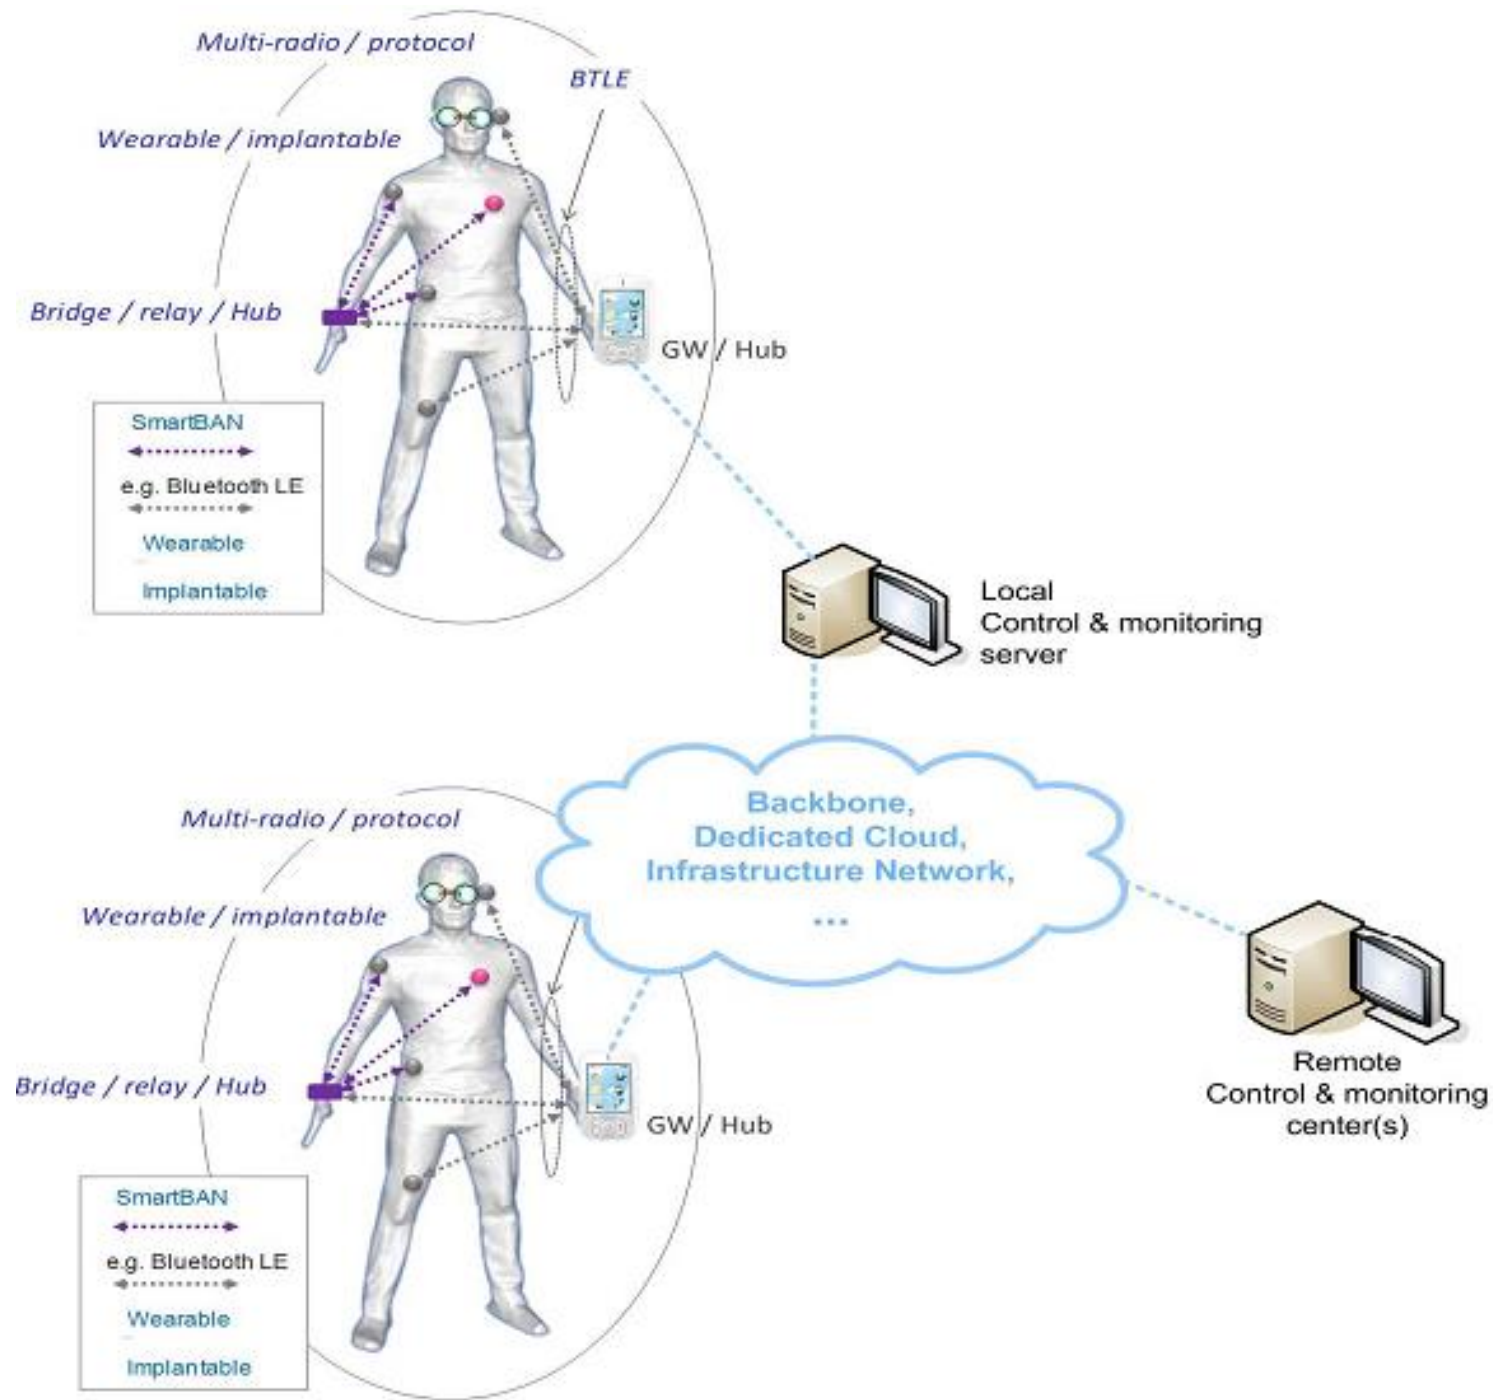 Multi-radio / protocol
BTLE
Wearable / implantable
Bridge / relay / Hub
GW / Hub
SmartBAN
e.g. Bluetooth LE
Wearable
Implantable
Local
Control & monitoring
server
Backbone,
Dedicated Cloud,
Infrastructure Network,
...
Multi-radio / protocol
Wearable / implantable
Bridge / relay / Hub
GW / Hub
SmartBAN
e.g. Bluetooth LE
Wearable
Implantable
Remote
Control & monitoring
center(s)